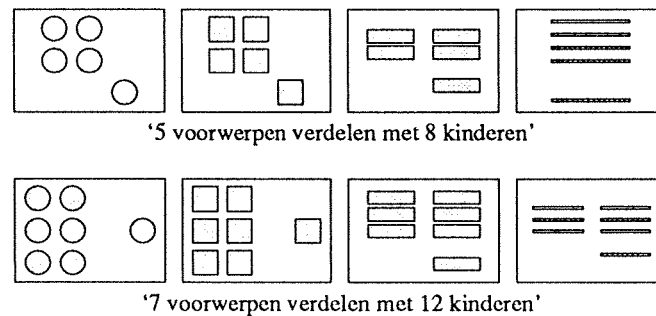 ‘5 voorwerpen verdelen met 8 kinderen’
‘7 voorwerpen verdelen met 12 kinderen’